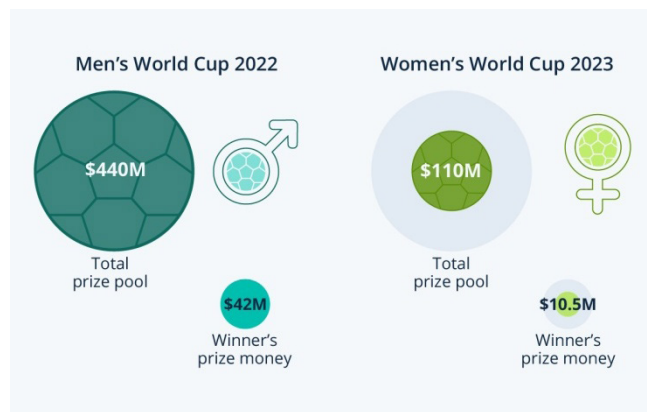 Men's World Cup 2022
$440M
Total
prize pool
$42M
Winner's
prize money
Women's World Cup 2023
$110M
Total
prize pool
$10.5M
Winner's
prize money